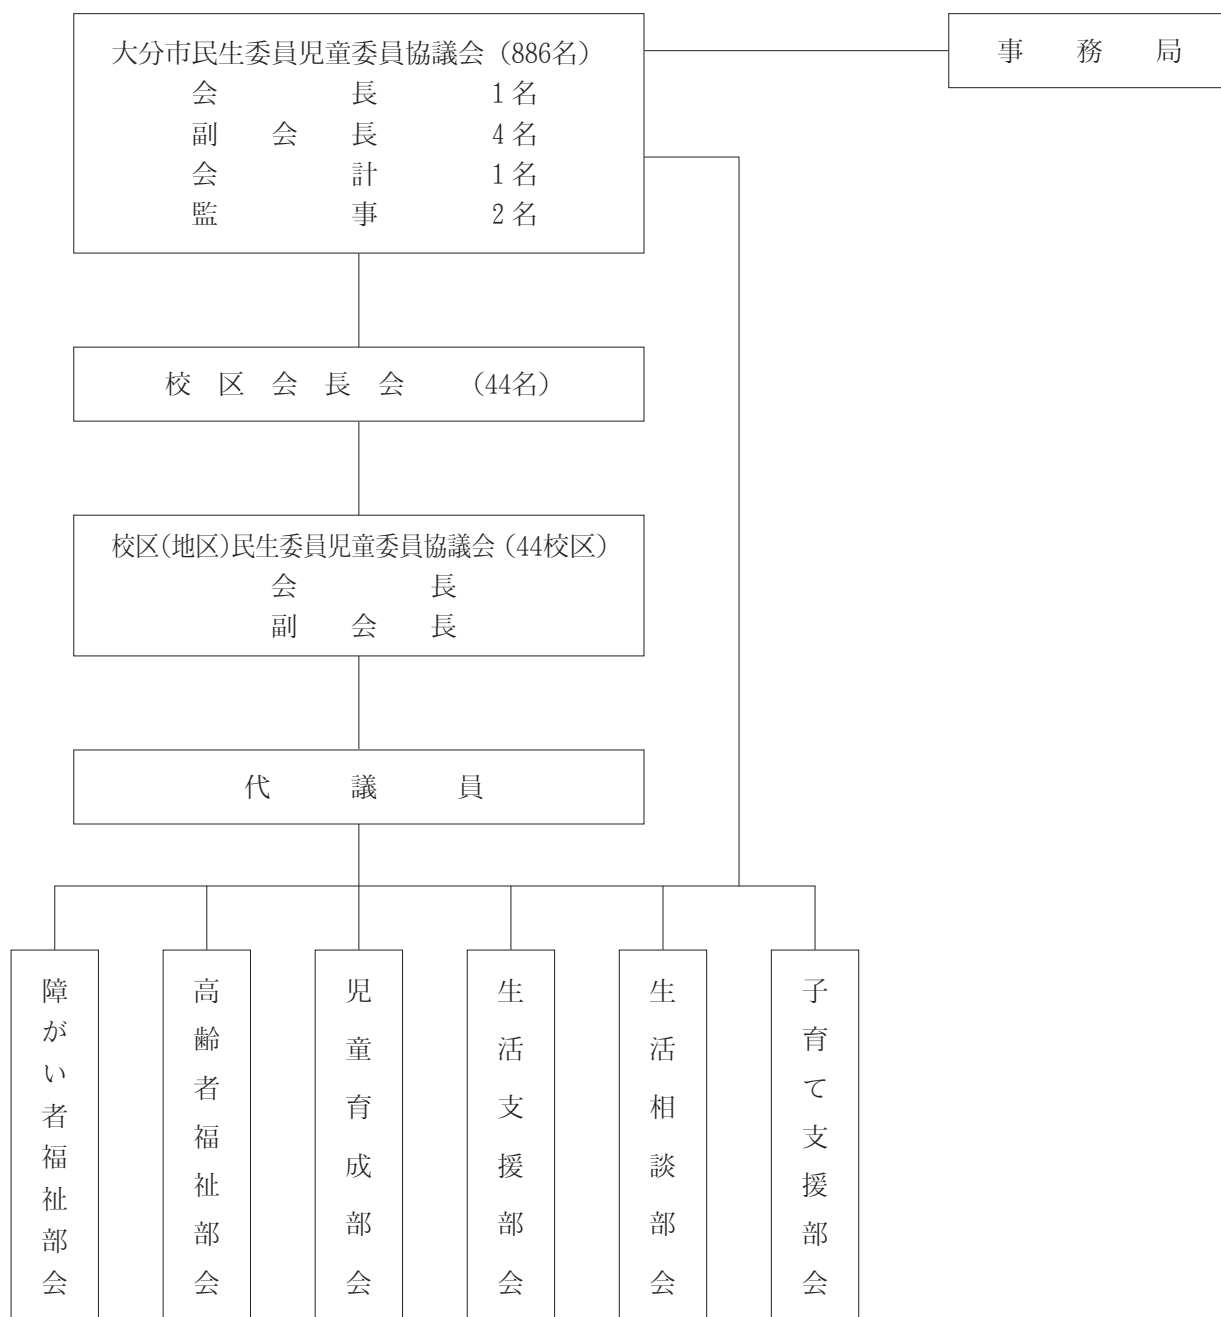 大分市民生委員児童委員協議会(886名)
会長 1名
副会長 4名
会計 1名
監事 2名
事務局
校区会長会 (44名)
校区(地区)民生委員児童委員協議会(44校区)
会長
副会長
代議員
障がい者福祉部会
高齢者福祉部会
児童育成部会
生活支援部会
生活相談部会
子育て支援部会